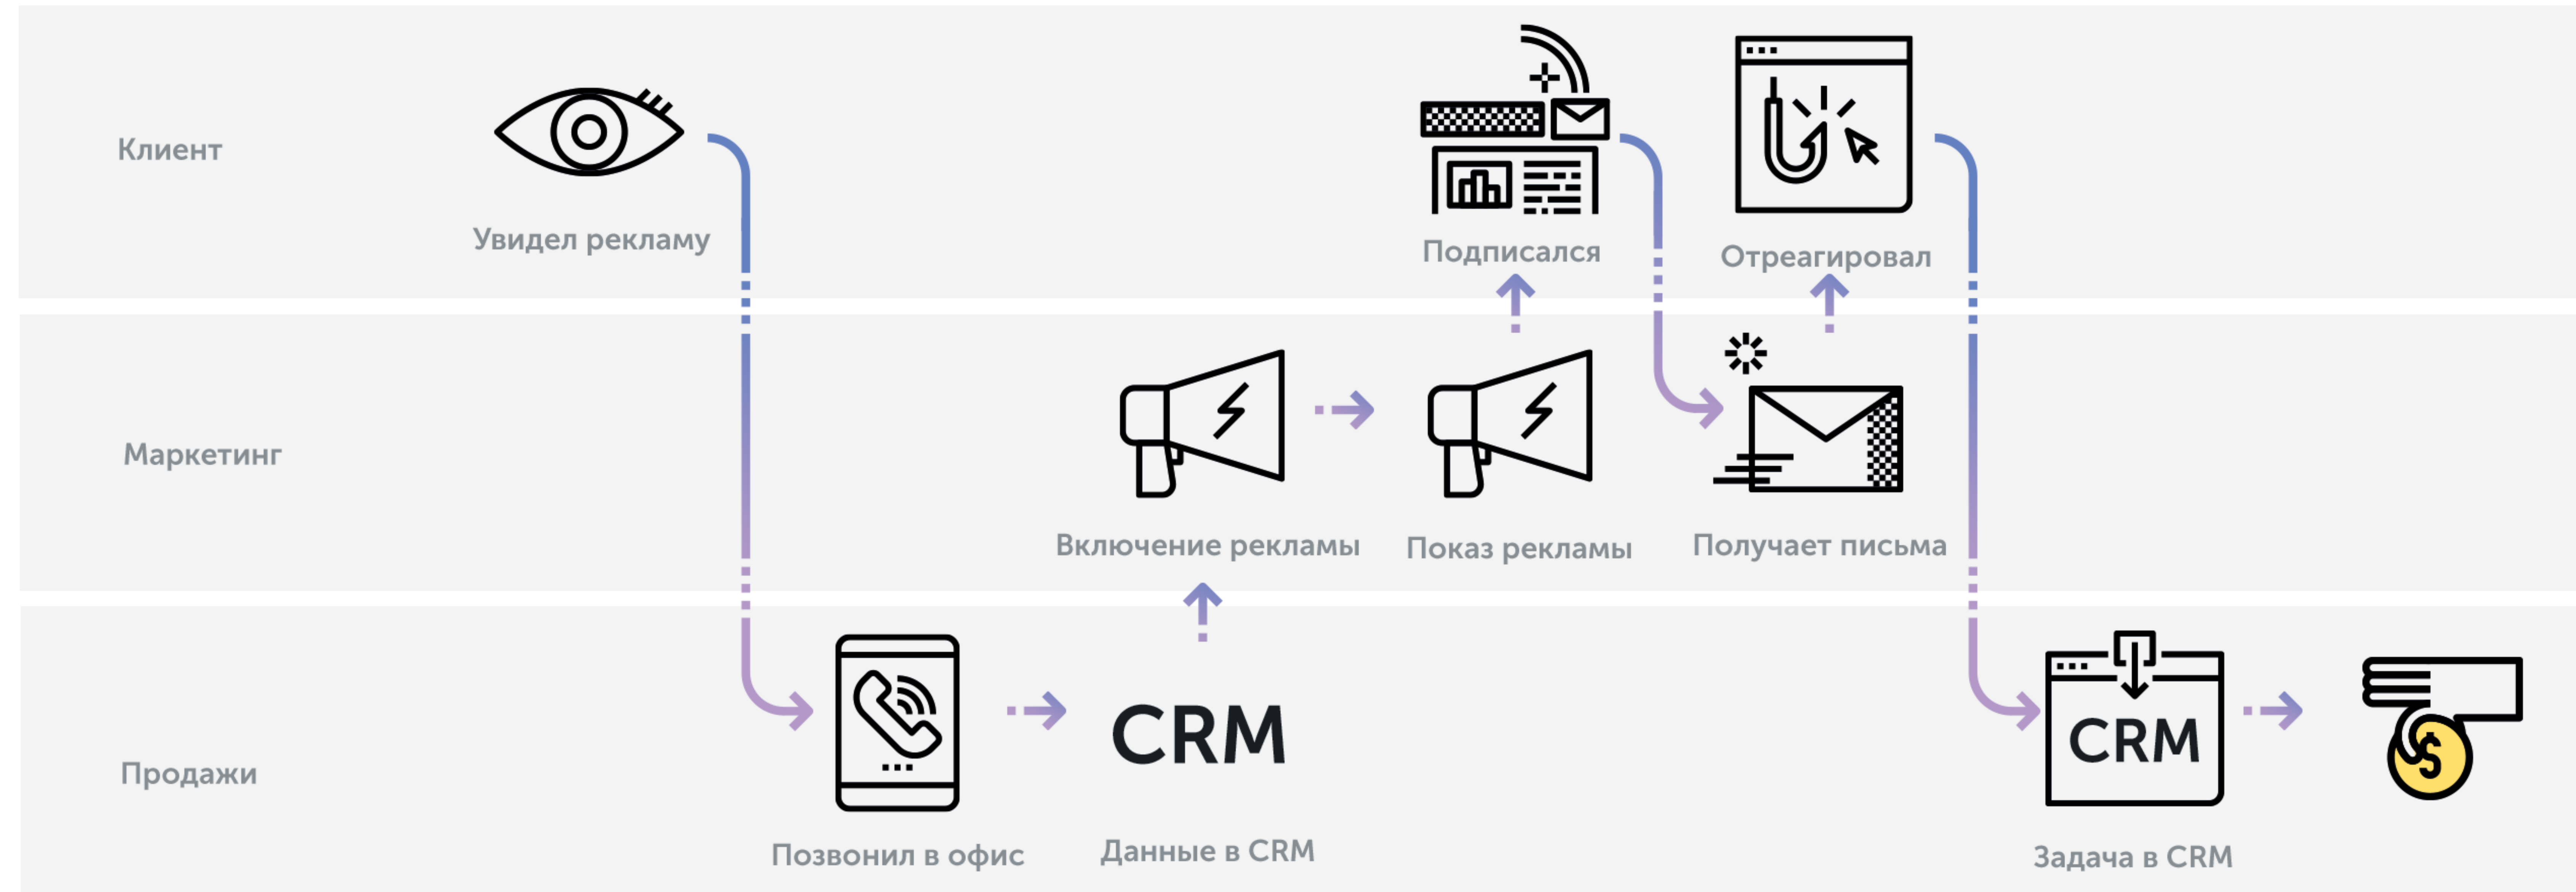 Клиент
Увидел рекламу
Подписался
Отреагировал
Маркетинг
Включение рекламы
Показ рекламы
Получает письма
Продажи
CRM
CRM
$
Позвонил в офис
Данные в CRM
Задача в CRM